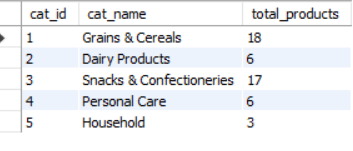 cat_id cat_name total_products
1 Grains & Cereals 18
2 Dairy Products 6
3 Snacks & Confectioneries 17
4 Personal Care 6
5 Household 3